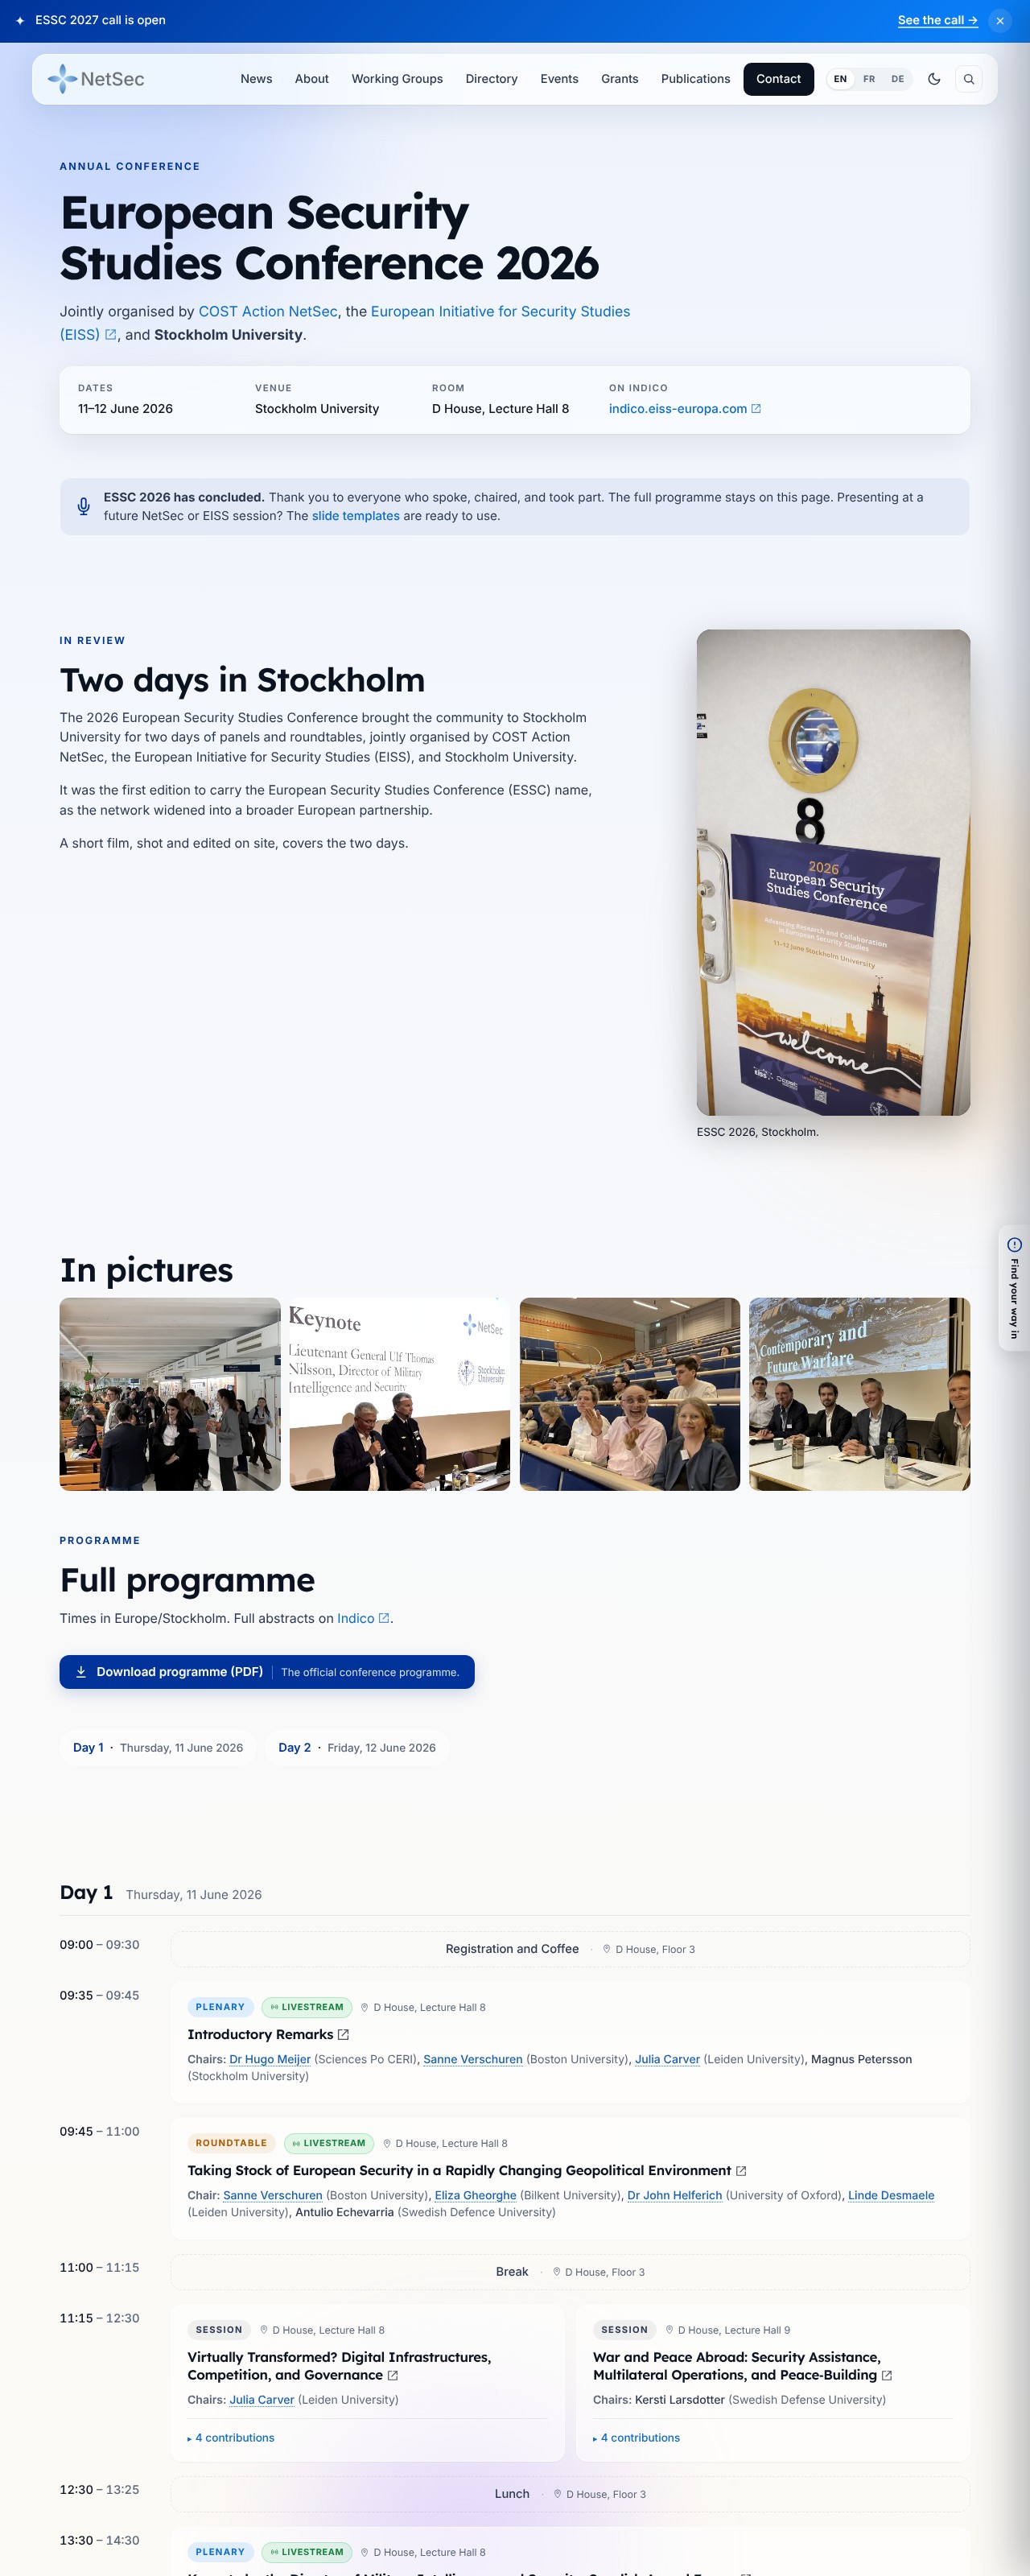 ESSC 2027 call is open
See the call →
NetSec
News
About
Working Groups
Directory
Events
Grants
Publications
Contact
EN
FR
DE
ANNUAL CONFERENCE
European Security
Studies Conference 2026
Jointly organised by COST Action NetSec, the European Initiative for Security Studies
(EISS), and Stockholm University.
DATES
11–12 June 2026
VENUE
Stockholm University
ROOM
D House, Lecture Hall 8
ON INDICO
indico.eiss-europa.com
ESSC 2026 has concluded. Thank you to everyone who spoke, chaired, and took part. The full programme stays on this page. Presenting at a
future NetSec or EISS session? The slide templates are ready to use.
IN REVIEW
Two days in Stockholm
The 2026 European Security Studies Conference brought the community to Stockholm
University for two days of panels and roundtables, jointly organised by COST Action
NetSec, the European Initiative for Security Studies (EISS), and Stockholm University.
It was the first edition to carry the European Security Studies Conference (ESSC) name,
as the network widened into a broader European partnership.
A short film, shot and edited on site, covers the two days.
8
2026
European Security
Studies Conference
Advancing Research and Collaboration
in European Security Studies
11-12 June Stockholm University
welcome
ESSC 2026, Stockholm.
Find your way in
In pictures
Keynote
NetSec
Lieutenant General Ulf Thomas
Nilsson, Director of Military
Intelligence and Security
Stockholm
University
Contemporary and
Future Warfare
PROGRAMME
Full programme
Times in Europe/Stockholm. Full abstracts on Indico.
Download programme (PDF)
The official conference programme.
Day 1 · Thursday, 11 June 2026
Day 2 · Friday, 12 June 2026
Day 1 Thursday, 11 June 2026
09:00 – 09:30
Registration and Coffee · D House, Floor 3
09:35 – 09:45
PLENARY LIVESTREAM D House, Lecture Hall 8
Introductory Remarks
Chairs: Dr Hugo Meijer (Sciences Po CERI), Sanne Verschuren (Boston University), Julia Carver (Leiden University), Magnus Petersson
(Stockholm University)
09:45 – 11:00
ROUNDTABLE LIVESTREAM D House, Lecture Hall 8
Taking Stock of European Security in a Rapidly Changing Geopolitical Environment
Chair: Sanne Verschuren (Boston University), Eliza Gheorghe (Bilkent University), Dr John Helferich (University of Oxford), Linde Desmaele
(Leiden University), Antulio Echevarria (Swedish Defence University)
11:00 – 11:15
Break · D House, Floor 3
11:15 – 12:30
SESSION D House, Lecture Hall 8
Virtually Transformed? Digital Infrastructures,
Competition, and Governance
Chairs: Julia Carver (Leiden University)
4 contributions
SESSION D House, Lecture Hall 9
War and Peace Abroad: Security Assistance,
Multilateral Operations, and Peace-Building
Chairs: Kersti Larsdotter (Swedish Defense University)
4 contributions
12:30 – 13:25
Lunch · D House, Floor 3
13:30 – 14:30
PLENARY LIVESTREAM D House, Lecture Hall 8